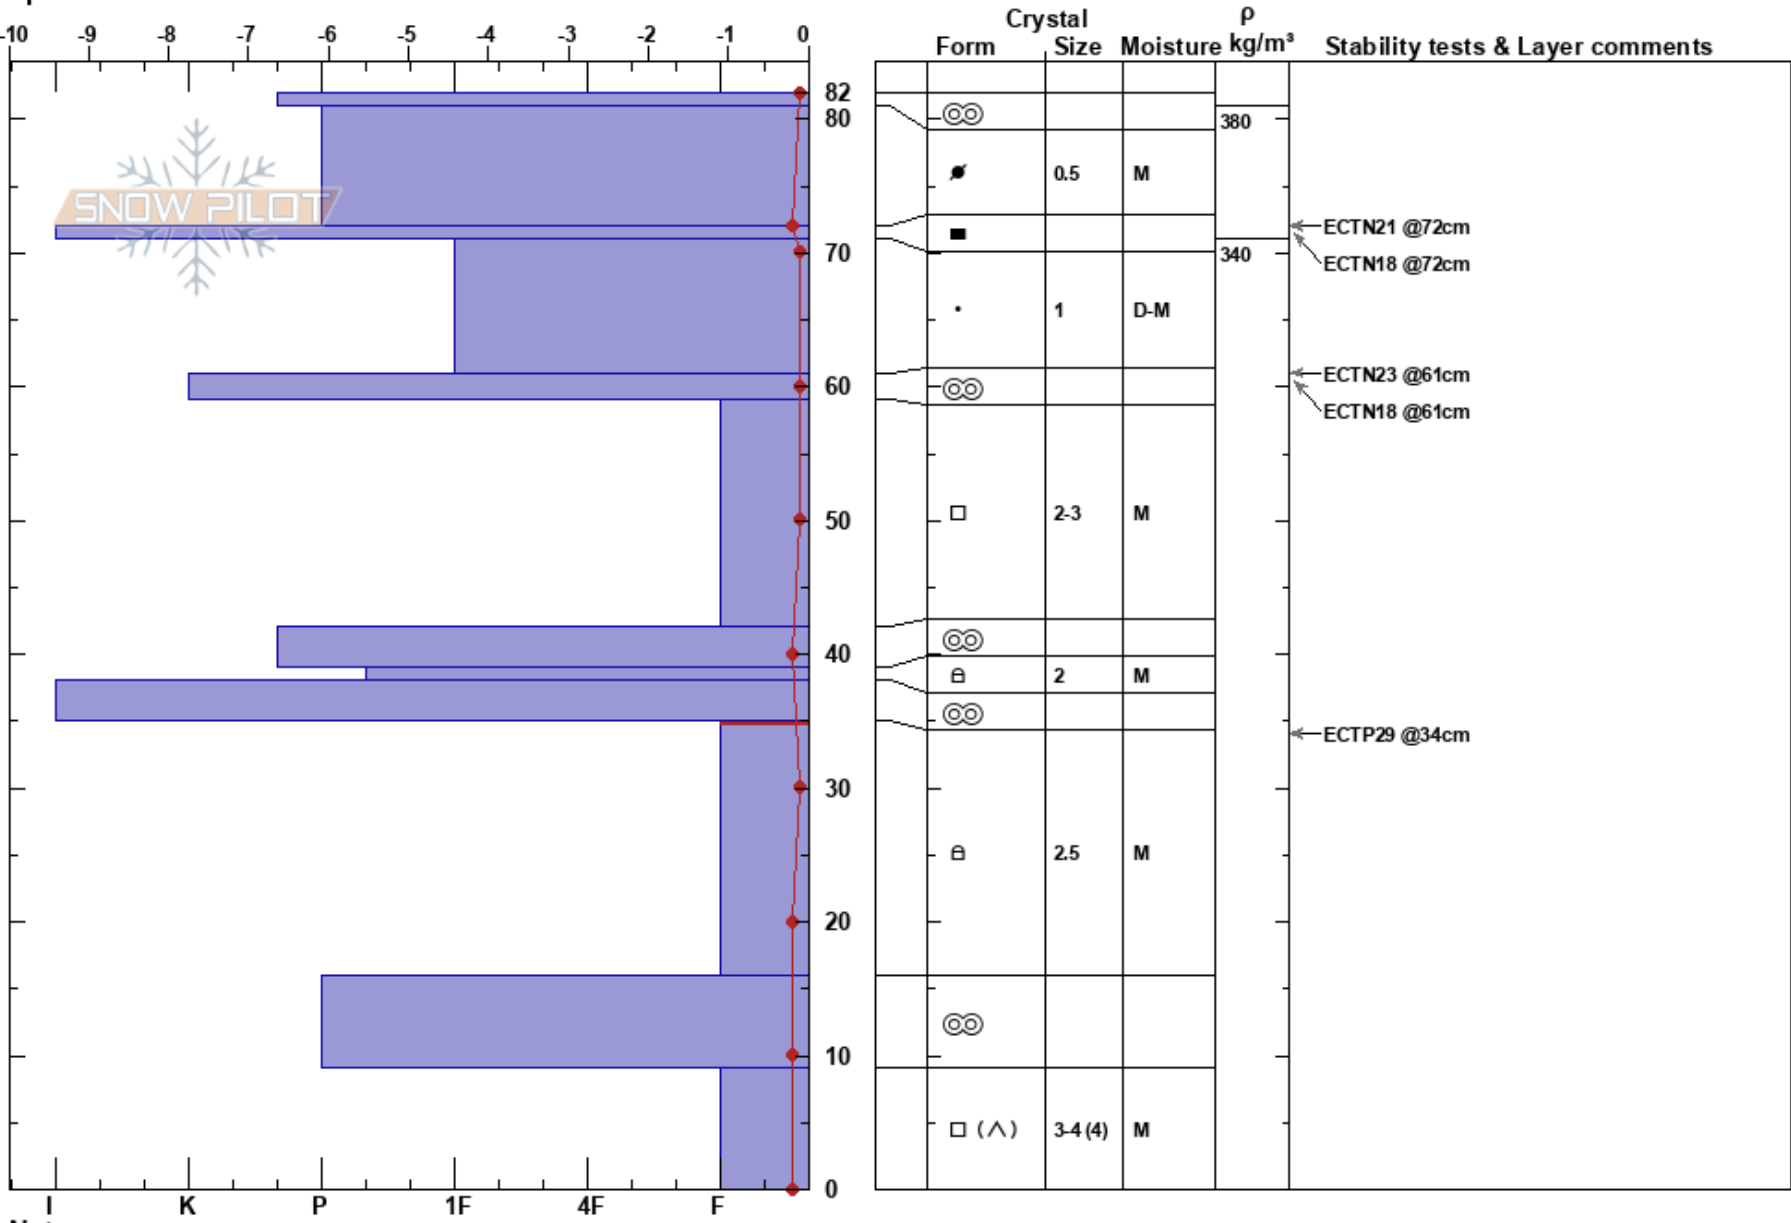 -10 -9 -8 -7 -6 -5 -4 -3 -2 -1 0
Crystal ρ
Form Size Moisture kg/m³ Stability tests & Layer comments
82
80
380
0.5 M
SNOW PILOT
ECTN21 @72cm
70
340
ECTN18 @72cm
1 D-M
ECTN23 @61cm
60
ECTN18 @61cm
2-3 M
50
40
2 M
ECTP29 @34cm
30
2.5 M
20
10
3-4 (4) M
0
I K P 1F 4F F